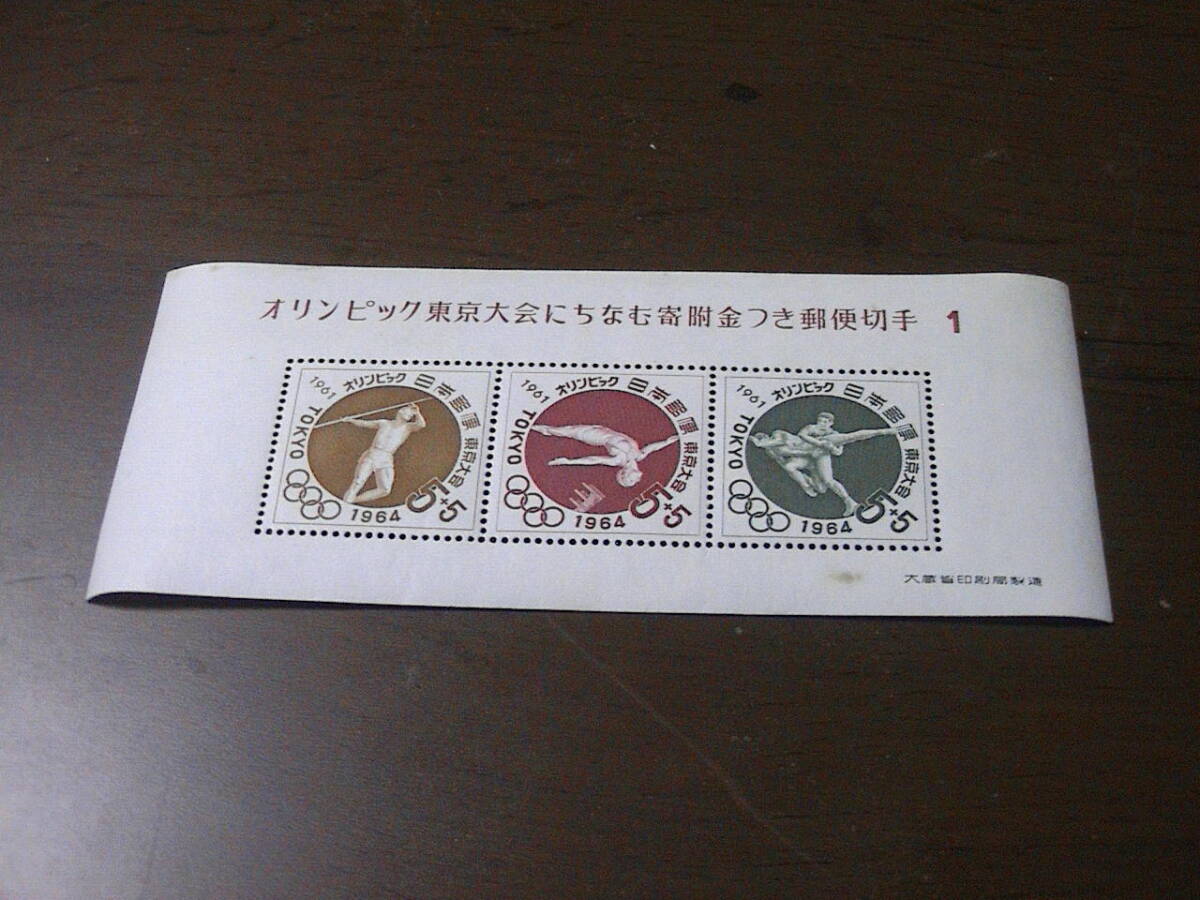 オリンピック東京大会にちなむ寄附金つき郵便切手 1
1961 オリンピック 日本郵便
TOKYO 東京大会
1964 5+5
1961 オリンピック 日本郵便
TOKYO 東京大会
1964 5+5
1961 オリンピック 日本郵便
TOKYO 東京大会
1964 5+5
大蔵省印刷局製造